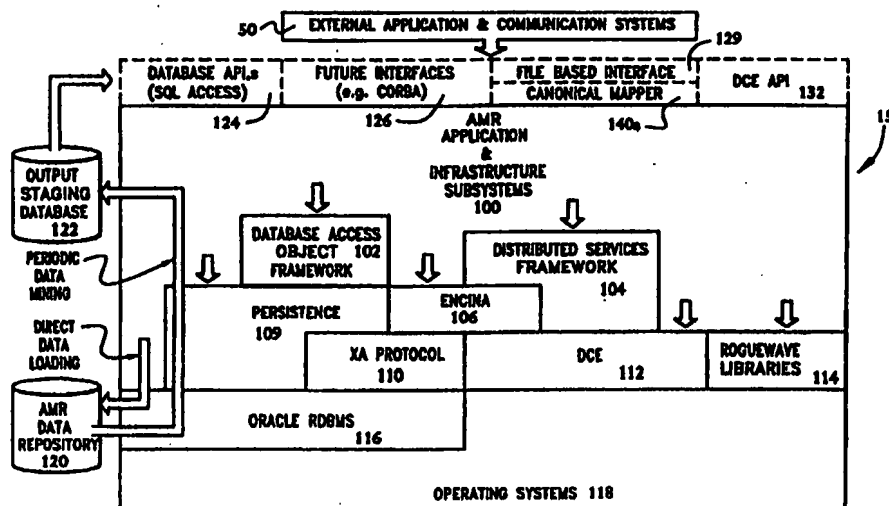 50
EXTERNAL APPLICATION & COMMUNICATION SYSTEMS
129
DATABASE API,s
(SQL ACCESS)
124
FUTURE INTERFACES
(e.g. CORBA)
126
FILE BASED INTERFACE
CANONICAL MAPPER
140a
DCE API
132
AMR
APPLICATION
&
INFRASTRUCTURE
SUBSYSTEMS
100
OUTPUT
STAGING
DATABASE
122
PERIODIC
DATA
MINING
DIRECT
DATA
LOADING
AMR
DATA
REPOSITORY
120
DATABASE ACCESS
OBJECT 102
FRAMEWORK
DISTRIBUTED SERVICES
FRAMEWORK
104
PERSISTENCE
109
ENCINA
106
XA PROTOCOL
110
DCE
112
ROGUEWAVE
LIBRARIES
114
ORACLE RDBMS
116
OPERATING SYSTEMS 118